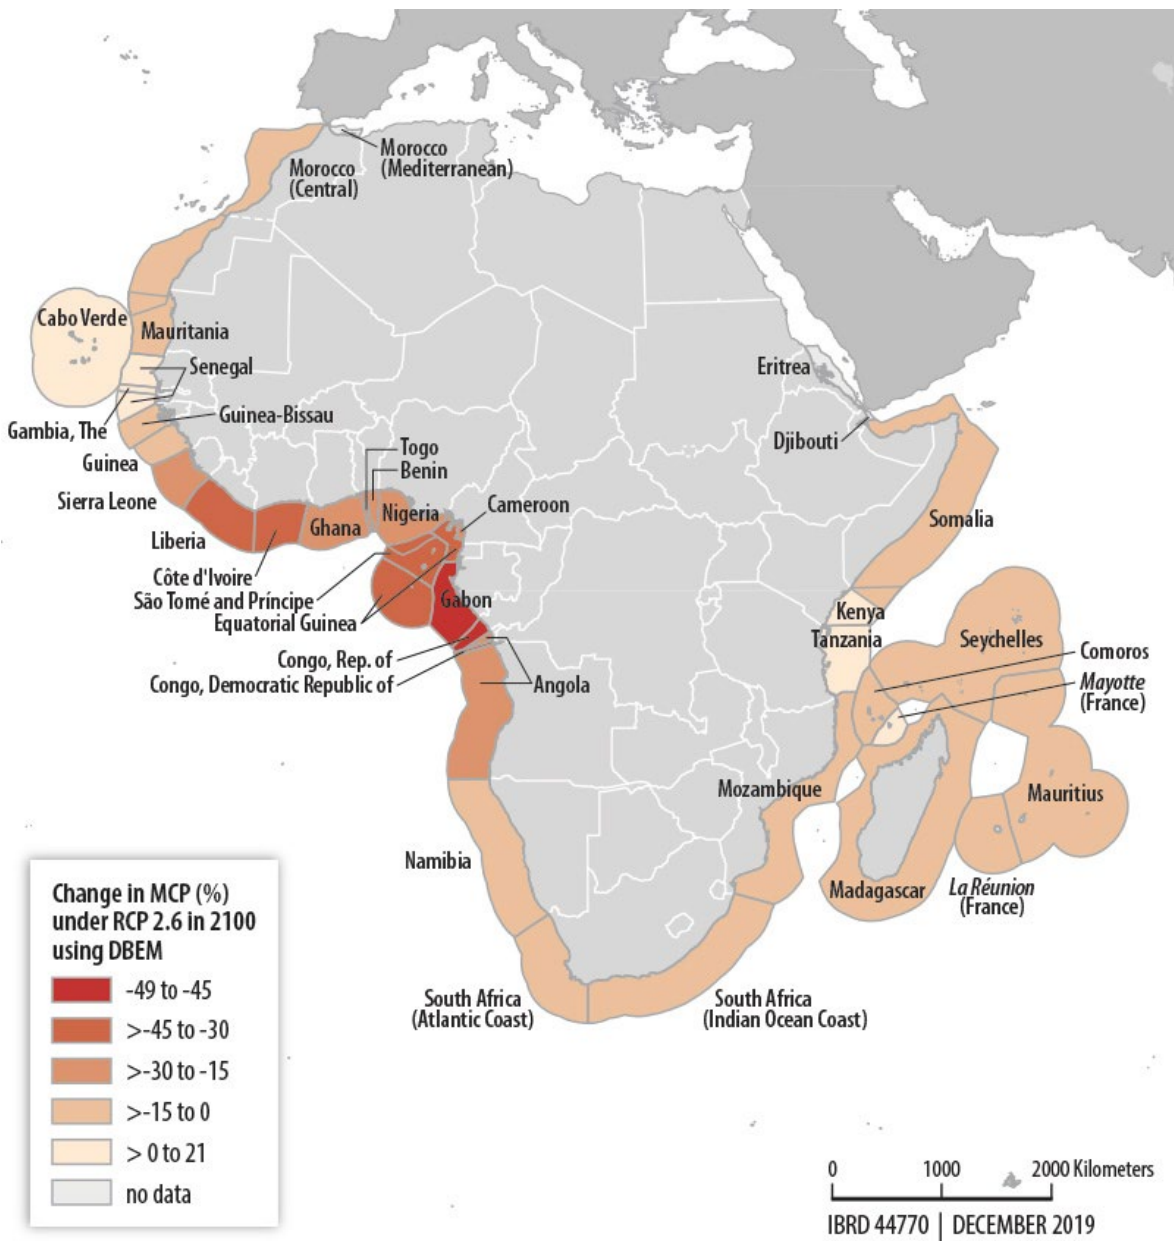 Morocco
(Mediterranean)
Morocco
(Central)
Cabo Verde
Mauritania
Senegal
Eritrea
Guinea-Bissau
Gambia, The
Djibouti
Togo
Guinea
Benin
Sierra Leone
Cameroon
Nigeria
Ghana
Somalia
Liberia
Côte d'Ivoire
São Tomé and Príncipe
Gabon
Kenya
Equatorial Guinea
Tanzania
Seychelles
Comoros
Congo, Rep. of
Mayotte
(France)
Congo, Democratic Republic of
Angola
Mozambique
Mauritius
Namibia
Madagascar
La Réunion
(France)
Change in MCP (%)
under RCP 2.6 in 2100
using DBEM
-49 to -45
>-45 to -30
>-30 to -15
>-15 to 0
> 0 to 21
no data
South Africa
(Atlantic Coast)
South Africa
(Indian Ocean Coast)
0 1000 2000 Kilometers
IBRD 44770 | DECEMBER 2019